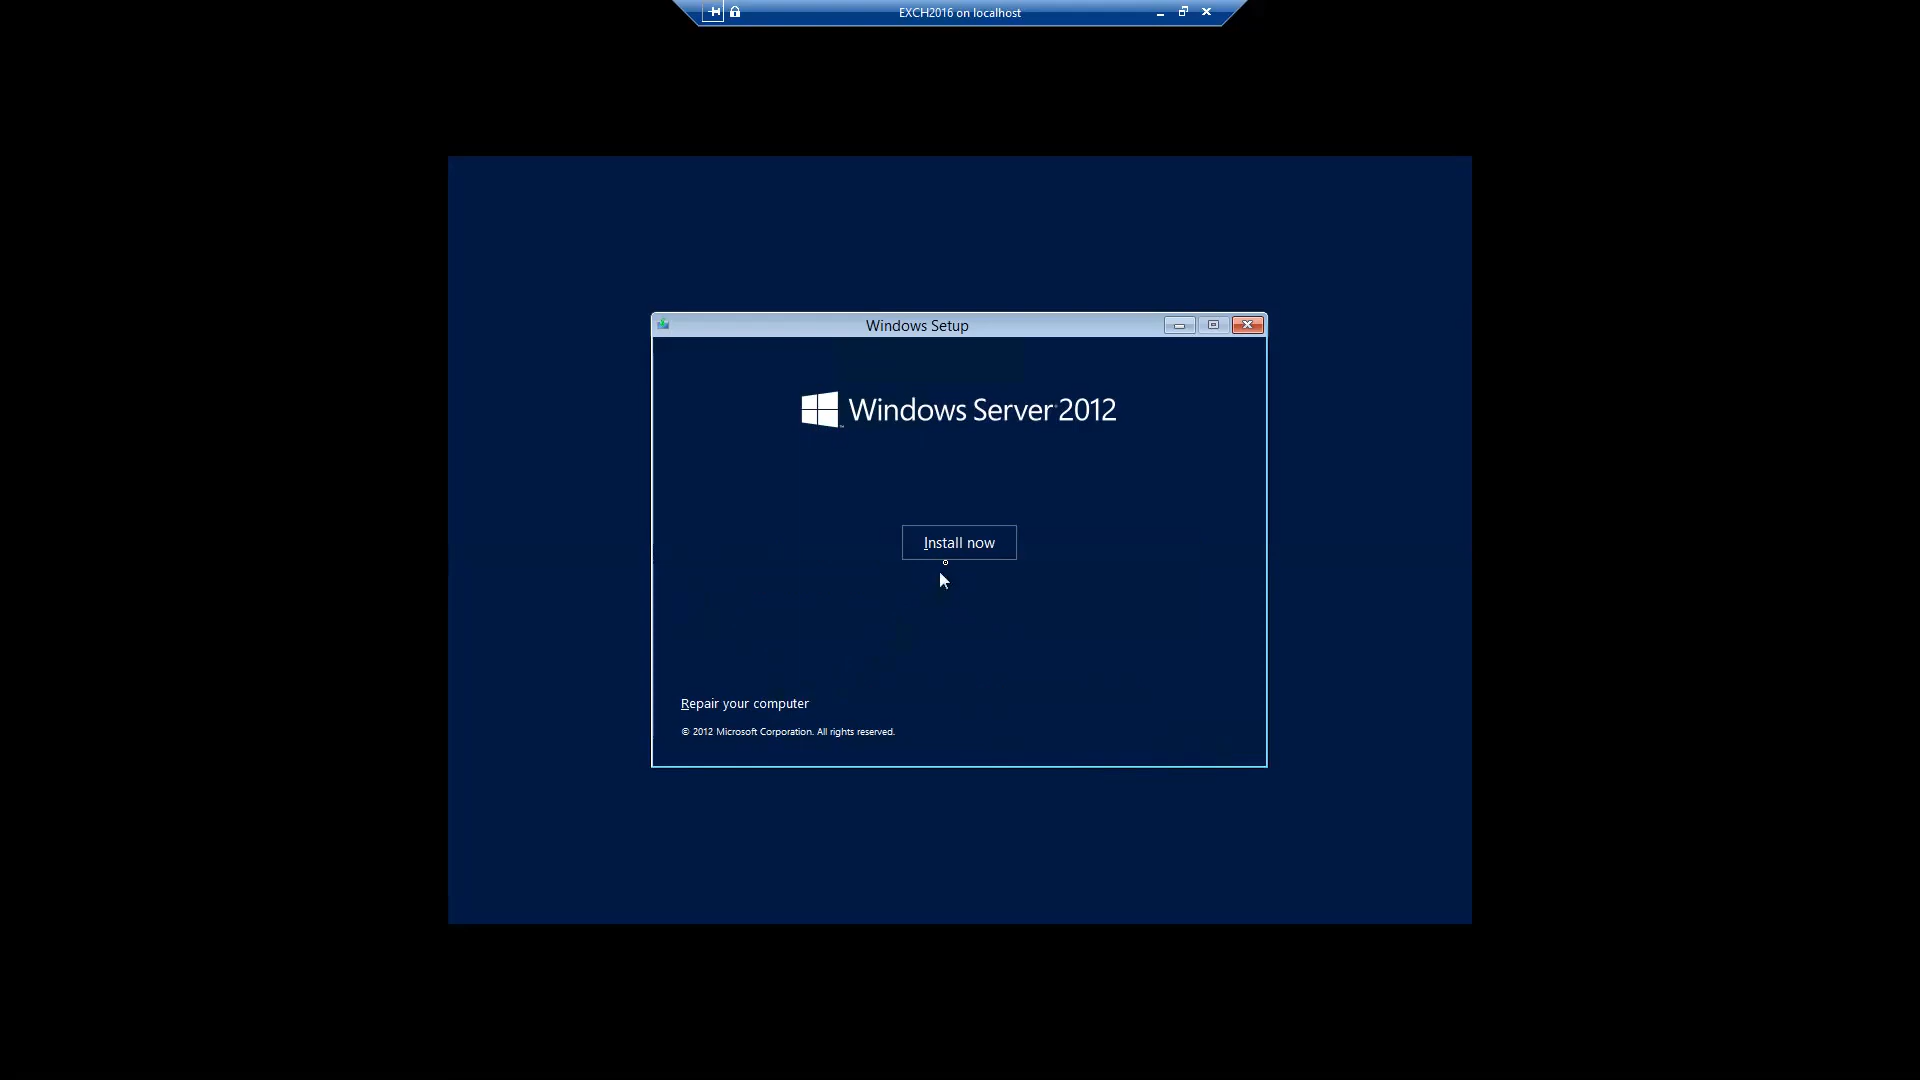 EXCH2016 on localhost
Windows Setup
Windows Server 2012
Install now
Repair your computer
© 2012 Microsoft Corporation. All rights reserved.